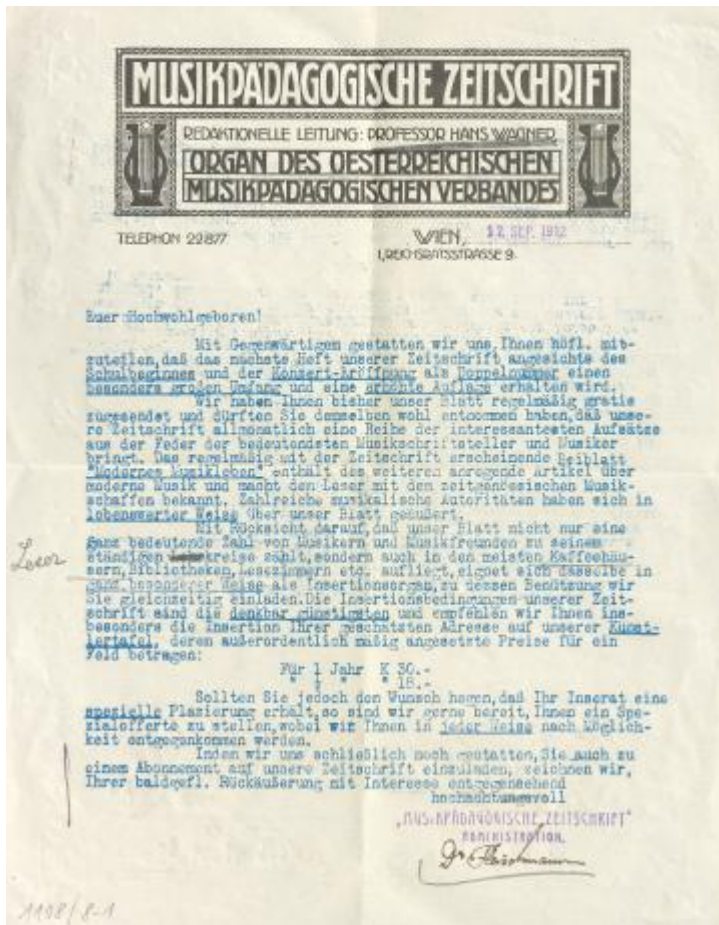 MUSIKPÄDAGOGISCHE ZEITSCHRIFT
REDAKTIONELLE LEITUNG: PROFESSOR HANS WAGNER
ORGAN DES OESTERREICHISCHEN
MUSIKPÄDAGOGISCHEN VERBANDES
TELEPHON 22877
WIEN, 12. SEP. 1912
I, REICHSRATSSTRASSE 9.
Euer Hochwohlgeboren!
Mit Gegenwärtigem gestatten wir uns, Ihnen höfl. mit-
zuteilen, daß das nächste Heft unserer Zeitschrift angesichts des
Schulbeginnes und der Konzert-Eröffnung als Doppelnummer einen
besonders großen Umfang und eine erhöhte Auflage erhalten wird.
Wir haben Ihnen bisher unser Blatt regelmäßig gratis
zugesendet und dürften Sie demselben wohl entnommen haben, daß unse-
re Zeitschrift allmonatlich eine Reihe der interessantesten Aufsätze
aus der Feder der bedeutendsten Musikschriftsteller und Musiker
bringt. Das regelmäßig mit der Zeitschrift erscheinende Beiblatt
"Modernes Musikleben" enthält des weiteren anregende Artikel über
moderne Musik und macht den Leser mit dem zeitgenössischen Musik-
schaffen bekannt. Zahlreiche musikalische Autoritäten haben sich in
lobenswerter Weise über unser Blatt geäußert.
Mit Rücksicht darauf, daß unser Blatt nicht nur eine
ganz bedeutende Zahl von Musikern und Musikfreunden zu seinem
Leser
ständigen kreise zählt, sondern auch in den meisten Kaffeehäu-
sern, Bibliotheken, Lesezimmern etc. aufliegt, eignet sich dasselbe in
ganz besonderer Weise als Insertionsorgan, zu dessen Benützung wir
Sie gleichzeitig einladen. Die Insertionsbedingungen unserer Zeit-
schrift sind die denkbar günstigsten und empfehlen wir Ihnen ins-
besonders die Insertion Ihrer geschätzten Adresse auf unserer Künst-
lertafel, deren außerordentlich mäßig angesetzte Preise für ein
Feld betragen:
Für 1 Jahr K 30.-
" ½ " " 18.-
Sollten Sie jedoch den Wunsch hegen, daß Ihr Inserat eine
spezielle Plazierung erhält, so sind wir gerne bereit, Ihnen ein Spe-
zialofferte zu stellen, wobei wir Ihnen in jeder Weise nach Möglich-
keit entgegenkommen werden.
Indem wir uns schließlich noch gestatten, Sie auch zu
einem Abonnement auf unsere Zeitschrift einzuladen, zeichnen wir,
Ihrer baldgefl. Rückäußerung mit Interesse entgegensehend
hochachtungsvoll
"MUSIKPÄDAGOGISCHE ZEITSCHRIFT"
ADMINISTRATION.
Dr
1198/8-1